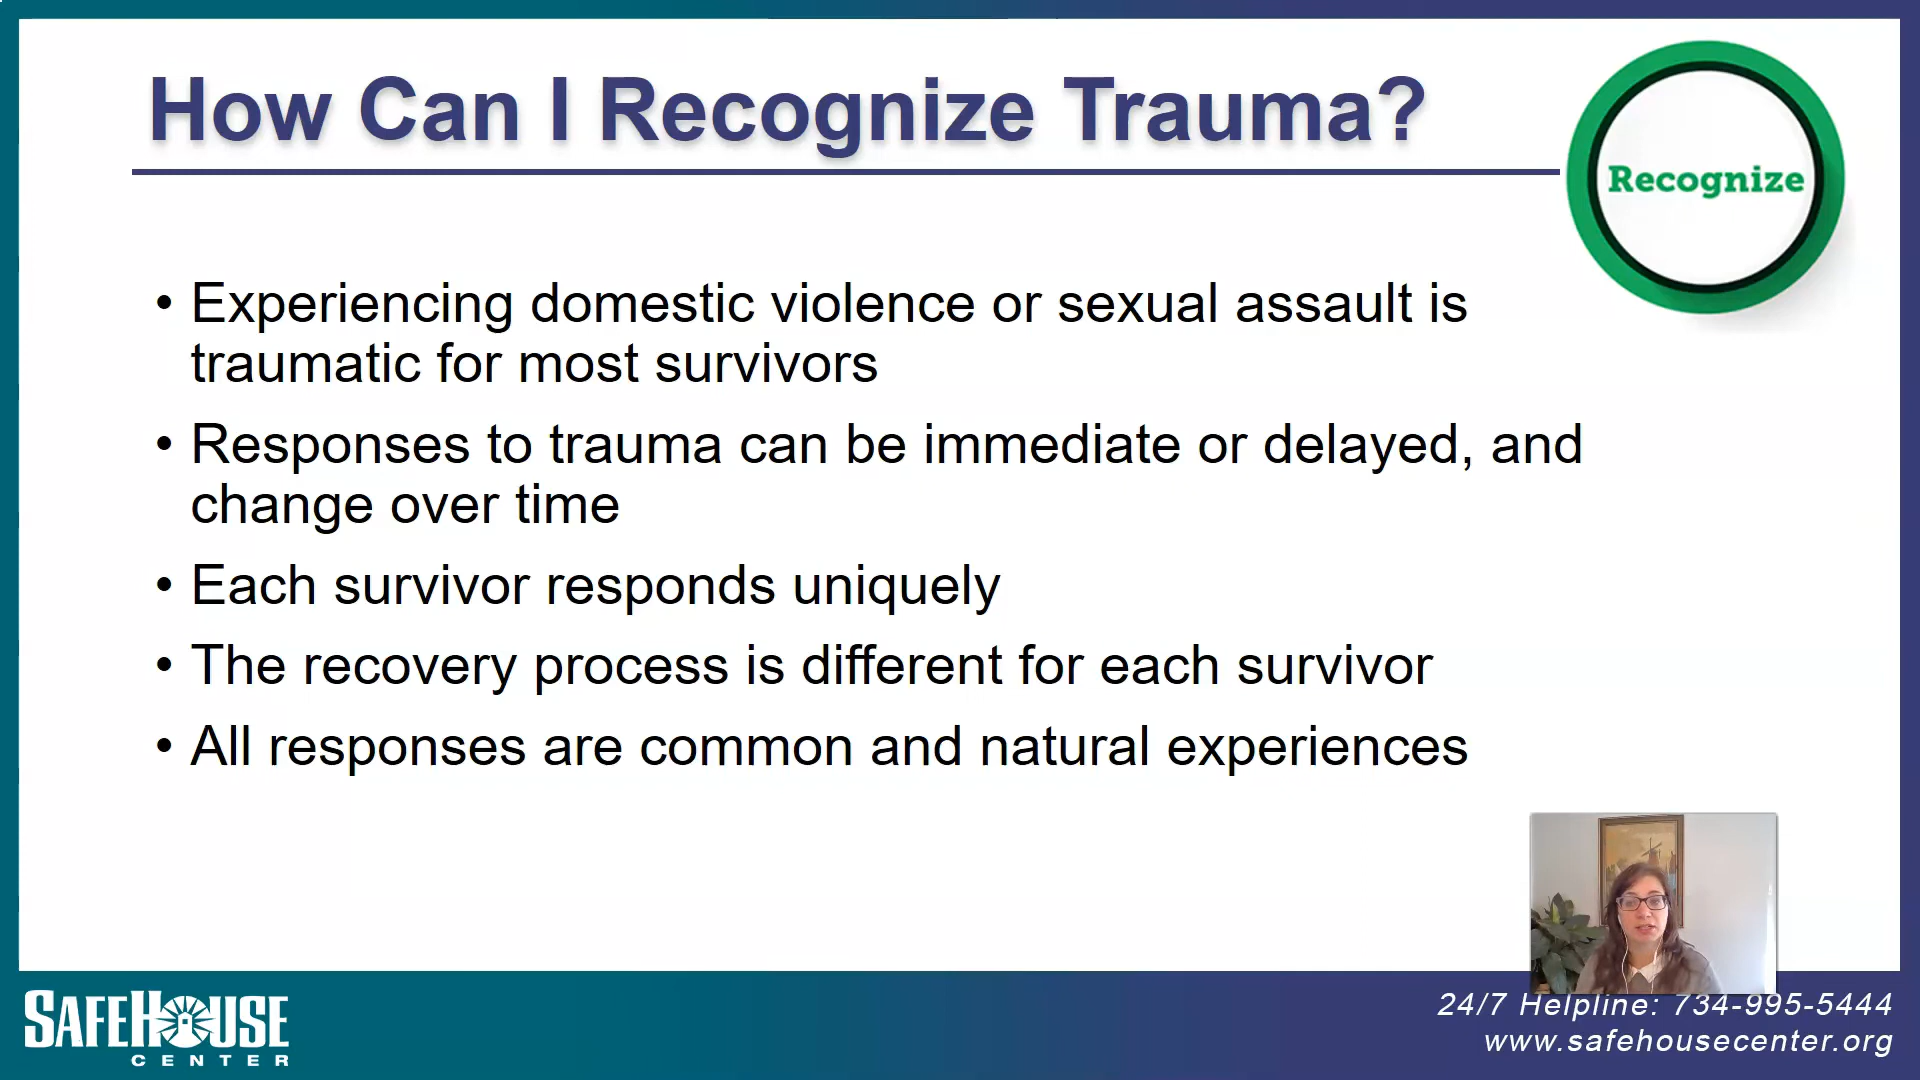 How Can I Recognize Trauma?
Recognize
• Experiencing domestic violence or sexual assault is
traumatic for most survivors
• Responses to trauma can be immediate or delayed, and
change over time
• Each survivor responds uniquely
• The recovery process is different for each survivor
• All responses are common and natural experiences
SAFEHOUSE
CENTER
24/7 Helpline: 734-995-5444
www.safehousecenter.org